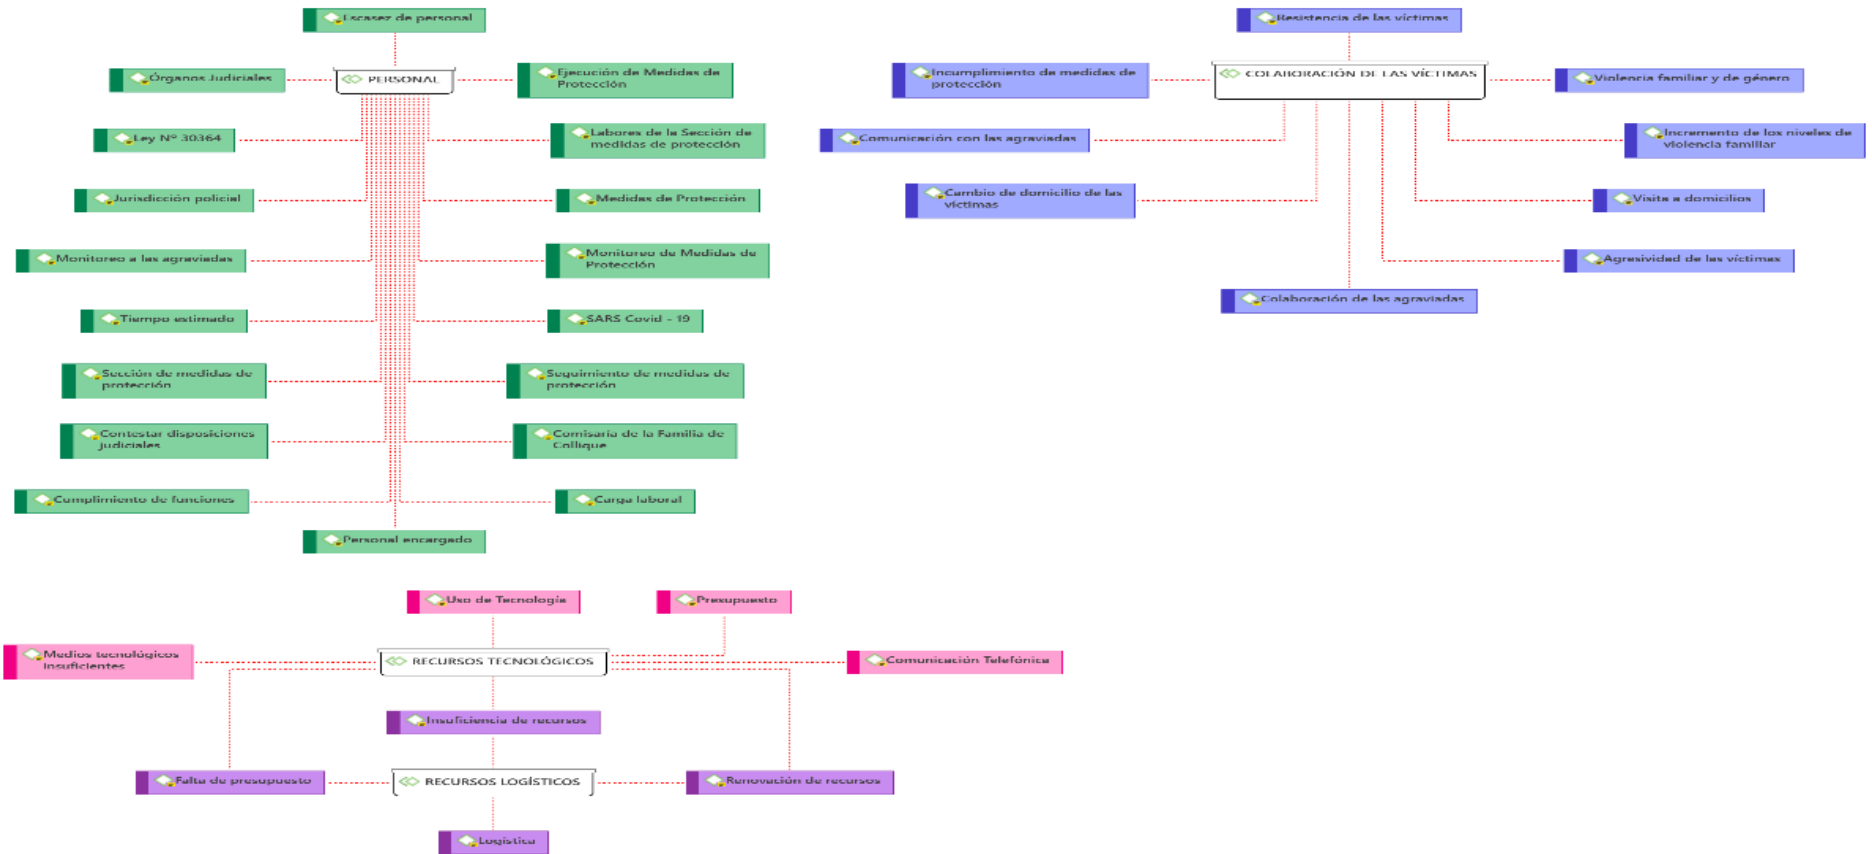 Escasez de personal
Órganos Judiciales
PERSONAL
Ejecución de Medidas de
Protección
Ley Nº 30364
Labores de la Sección de
medidas de protección
Jurisdicción policial
Medidas de Protección
Monitoreo a las agraviadas
Monitoreo de Medidas de
Protección
Tiempo estimado
SARS Covid - 19
Sección de medidas de
protección
Seguimiento de medidas de
protección
Contestar disposiciones
judiciales
Comisaría de la Familia de
Collique
Cumplimiento de funciones
Carga laboral
Personal encargado
Resistencia de las víctimas
Incumplimiento de medidas de
protección
COLABORACIÓN DE LAS VÍCTIMAS
Violencia familiar y de género
Comunicación con las agraviadas
Incremento de los niveles de
violencia familiar
Cambio de domicilio de las
víctimas
Visita a domicilios
Agresividad de las víctimas
Colaboración de las agraviadas
Uso de Tecnología
Presupuesto
Medios tecnológicos
insuficientes
RECURSOS TECNOLÓGICOS
Comunicación Telefónica
Insuficiencia de recursos
Falta de presupuesto
RECURSOS LOGÍSTICOS
Renovación de recursos
Logística